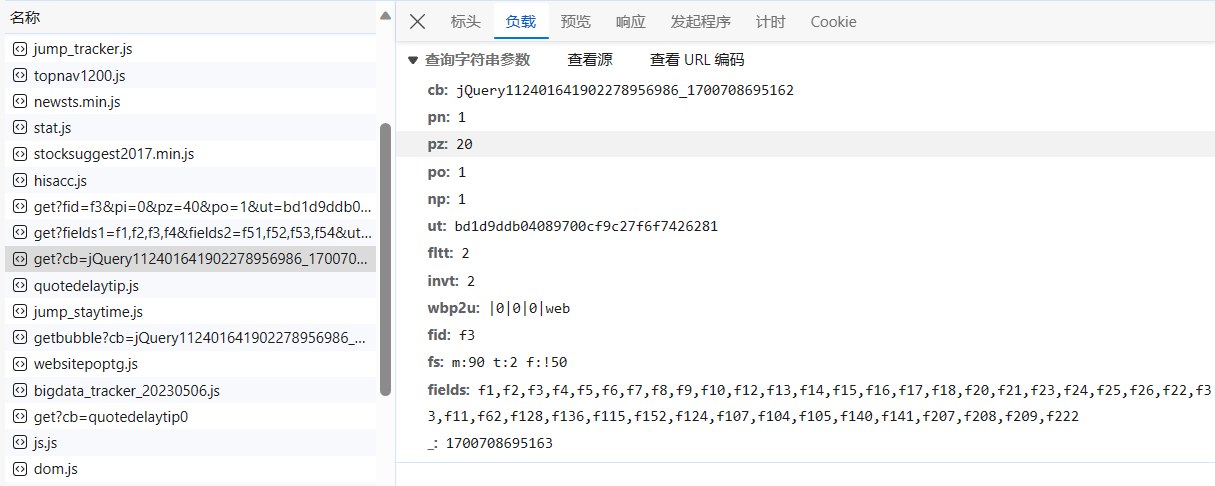 名称
jump_tracker.js
topnav1200.js
newsts.min.js
stat.js
stocksuggest2017.min.js
hisacc.js
get?fid=f3&pi=0&pz=40&po=1&ut=bd1d9ddb0...
get?fields1=f1,f2,f3,f4&fields2=f51,f52,f53,f54&ut...
get?cb=jQuery112401641902278956986_170070...
quotedelaytip.js
jump_staytime.js
getbubble?cb=jQuery112401641902278956986_...
websitepoptg.js
bigdata_tracker_20230506.js
get?cb=quotedelaytip0
js.js
dom.js
标头 负载 预览 响应 发起程序 计时 Cookie
查询字符串参数 查看源 查看 URL 编码
cb: jQuery112401641902278956986_1700708695162
pn: 1
pz: 20
po: 1
np: 1
ut: bd1d9ddb04089700cf9c27f6f7426281
fltt: 2
invt: 2
wbp2u: |0|0|0|web
fid: f3
fs: m:90 t:2 f:!50
fields: f1,f2,f3,f4,f5,f6,f7,f8,f9,f10,f12,f13,f14,f15,f16,f17,f18,f20,f21,f23,f24,f25,f26,f22,f3
3,f11,f62,f128,f136,f115,f152,f124,f107,f104,f105,f140,f141,f207,f208,f209,f222
_: 1700708695163